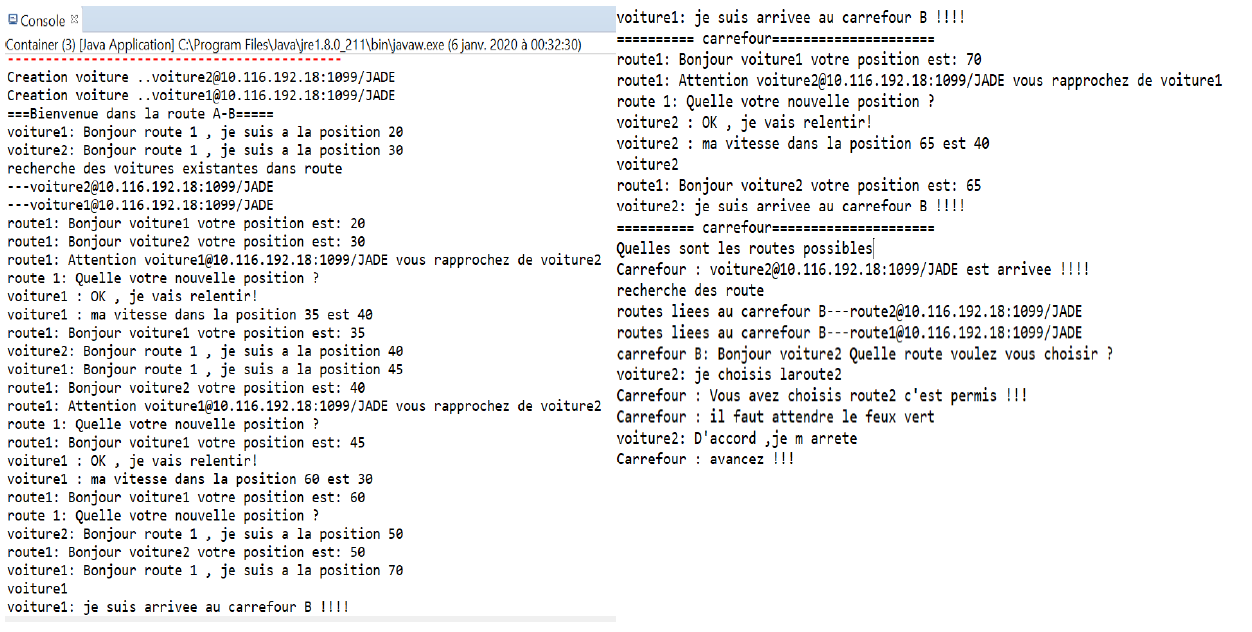 Console
Container (3) [Java Application] C:\Program Files\Java\jre1.8.0_211\bin\javaw.exe (6 janv. 2020 à 00:32:30)
--------------------------------------------
Creation voiture ..voiture2@10.116.192.18:1099/JADE
Creation voiture ..voiture1@10.116.192.18:1099/JADE
===Bienvenue dans la route A-B=====
voiture1: Bonjour route 1 , je suis a la position 20
voiture2: Bonjour route 1 , je suis a la position 30
recherche des voitures existantes dans route
---voiture2@10.116.192.18:1099/JADE
---voiture1@10.116.192.18:1099/JADE
route1: Bonjour voiture1 votre position est: 20
route1: Bonjour voiture2 votre position est: 30
route1: Attention voiture1@10.116.192.18:1099/JADE vous rapprochez de voiture2
route 1: Quelle votre nouvelle position ?
voiture1 : OK , je vais relentir!
voiture1 : ma vitesse dans la position 35 est 40
route1: Bonjour voiture1 votre position est: 35
voiture2: Bonjour route 1 , je suis a la position 40
voiture1: Bonjour route 1 , je suis a la position 45
route1: Bonjour voiture2 votre position est: 40
route1: Attention voiture1@10.116.192.18:1099/JADE vous rapprochez de voiture2
route 1: Quelle votre nouvelle position ?
route1: Bonjour voiture1 votre position est: 45
voiture1 : OK , je vais relentir!
voiture1 : ma vitesse dans la position 60 est 30
route1: Bonjour voiture1 votre position est: 60
route 1: Quelle votre nouvelle position ?
voiture2: Bonjour route 1 , je suis a la position 50
route1: Bonjour voiture2 votre position est: 50
voiture1: Bonjour route 1 , je suis a la position 70
voiture1
voiture1: je suis arrivee au carrefour B !!!!
voiture1: je suis arrivee au carrefour B !!!!
========== carrefour=====================
route1: Bonjour voiture1 votre position est: 70
route1: Attention voiture2@10.116.192.18:1099/JADE vous rapprochez de voiture1
route 1: Quelle votre nouvelle position ?
voiture2 : OK , je vais relentir!
voiture2 : ma vitesse dans la position 65 est 40
voiture2
route1: Bonjour voiture2 votre position est: 65
voiture2: je suis arrivee au carrefour B !!!!
========== carrefour=====================
Quelles sont les routes possibles
Carrefour : voiture2@10.116.192.18:1099/JADE est arrivee !!!!
recherche des route
routes liees au carrefour B---route2@10.116.192.18:1099/JADE
routes liees au carrefour B---route1@10.116.192.18:1099/JADE
carrefour B: Bonjour voiture2 Quelle route voulez vous choisir ?
voiture2: je choisis laroute2
Carrefour : Vous avez choisis route2 c'est permis !!!
Carrefour : il faut attendre le feux vert
voiture2: D'accord ,je m arrete
Carrefour : avancez !!!